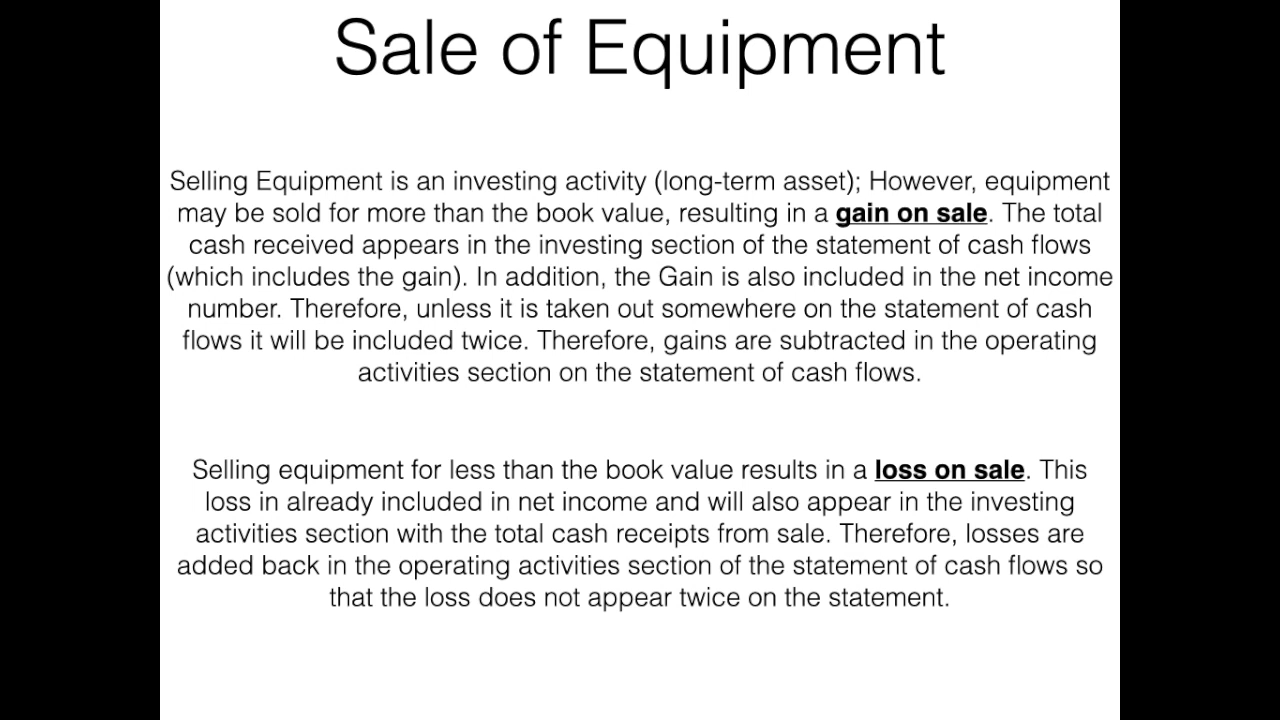 Sale of Equipment
Selling Equipment is an investing activity (long-term asset); However, equipment
may be sold for more than the book value, resulting in a gain on sale. The total
cash received appears in the investing section of the statement of cash flows
(which includes the gain). In addition, the Gain is also included in the net income
number. Therefore, unless it is taken out somewhere on the statement of cash
flows it will be included twice. Therefore, gains are subtracted in the operating
activities section on the statement of cash flows.
Selling equipment for less than the book value results in a loss on sale. This
loss in already included in net income and will also appear in the investing
activities section with the total cash receipts from sale. Therefore, losses are
added back in the operating activities section of the statement of cash flows so
that the loss does not appear twice on the statement.